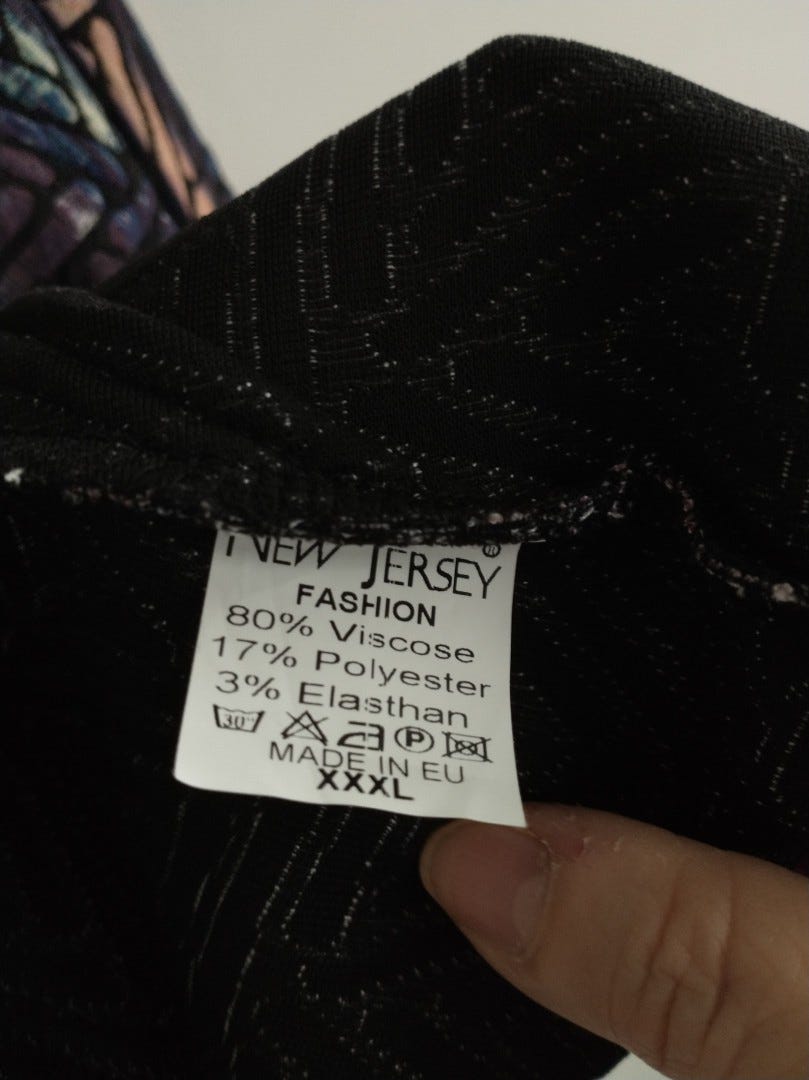 NEW JERSEY®
FASHION
80% Viscose
17% Polyester
3% Elasthan
30° P
MADE IN EU
XXXL